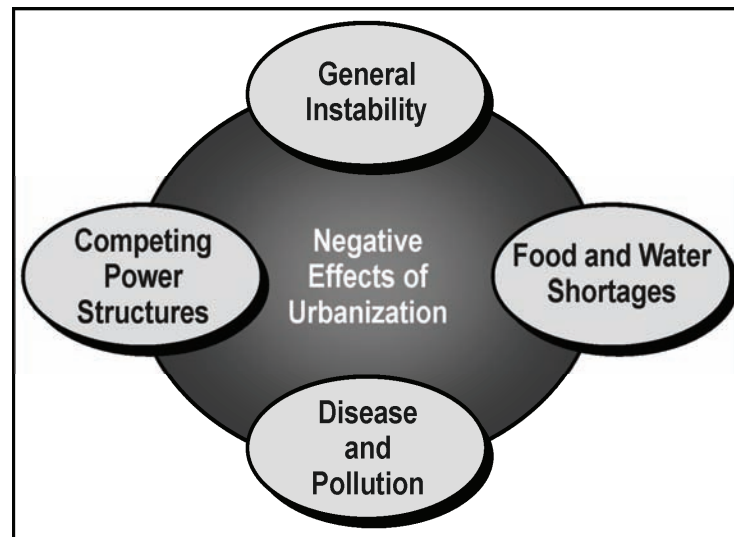 General
Instability
Competing
Power
Structures
Negative
Effects of
Urbanization
Food and Water
Shortages
Disease
and
Pollution